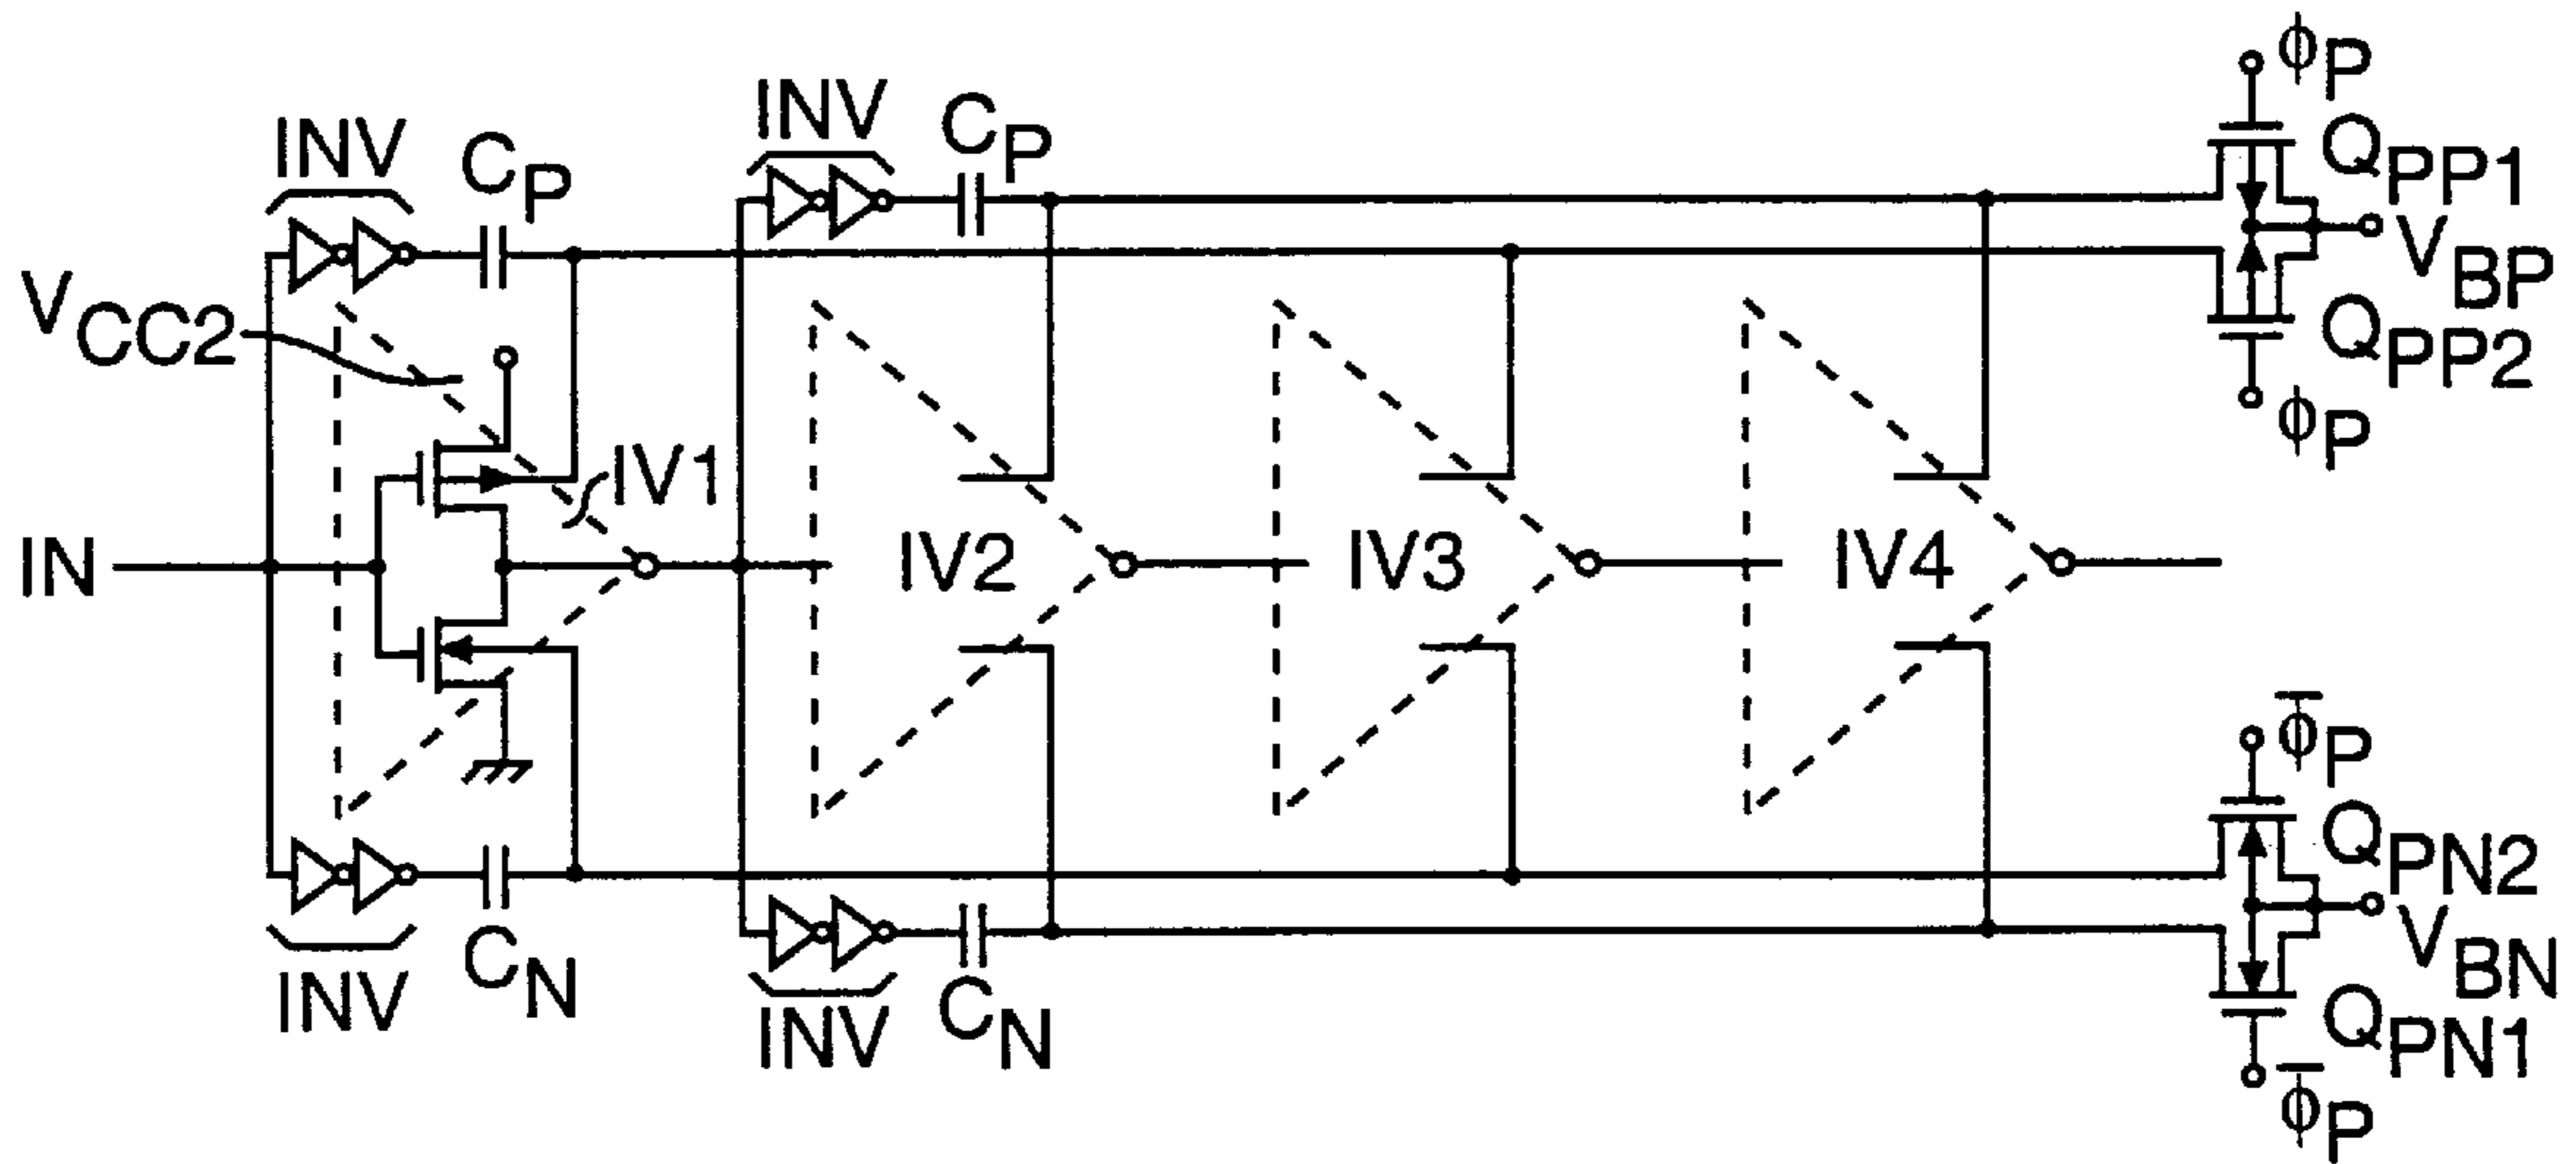 ϕP
INV
CP
QPP1
INV
CP
VBP
VCC2
QPP2
ϕP
IV1
IN
IV2
IV3
IV4
ϕ̅P
QPN2
VBN
CN
INV
CN
QPN1
INV
ϕ̅P